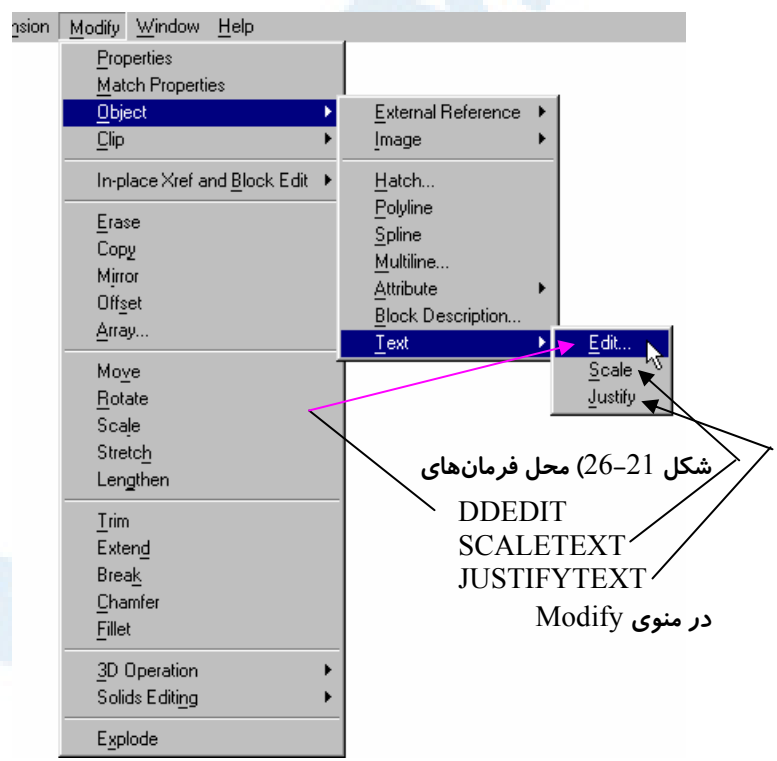 nsion Modify Window Help
Properties
Match Properties
Object
Clip
In-place Xref and Block Edit
Erase
Copy
Mirror
Offset
Array...
Move
Rotate
Scale
Stretch
Lengthen
Trim
Extend
Break
Chamfer
Fillet
3D Operation
Solids Editing
Explode
External Reference
Image
Hatch...
Polyline
Spline
Multiline...
Attribute
Block Description...
Text
Edit...
Scale
Justify
شکل 21-26) محل فرمان‌های
DDEDIT
SCALETEXT
JUSTIFYTEXT
در منوی Modify